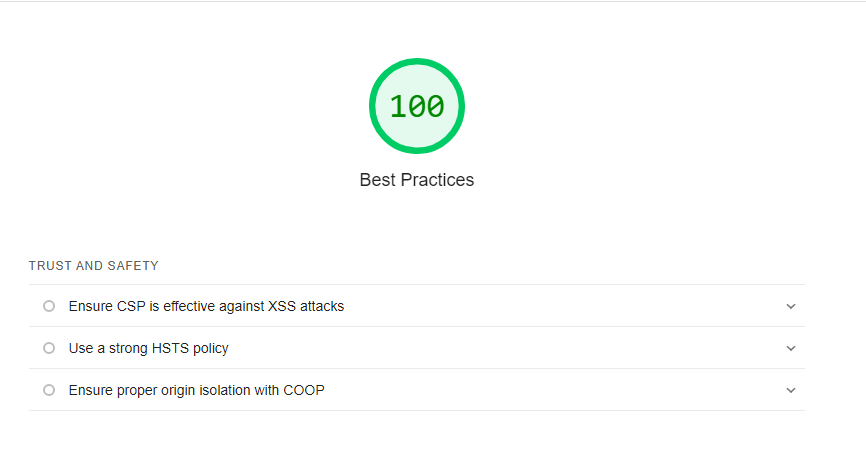 100
Best Practices
TRUST AND SAFETY
Ensure CSP is effective against XSS attacks
Use a strong HSTS policy
Ensure proper origin isolation with COOP